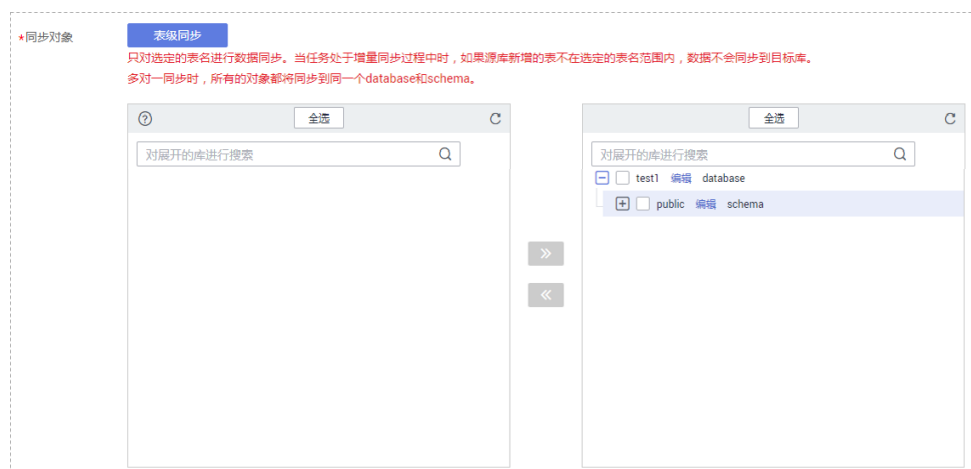 *同步对象
表级同步
只对选定的表名进行数据同步。当任务处于增量同步过程中时，如果源库新增的表不在选定的表名范围内，数据不会同步到目标库。
多对一同步时，所有的对象都将同步到同一个database和schema。
全选
对展开的库进行搜索
全选
对展开的库进行搜索
test1 编辑 database
public 编辑 schema